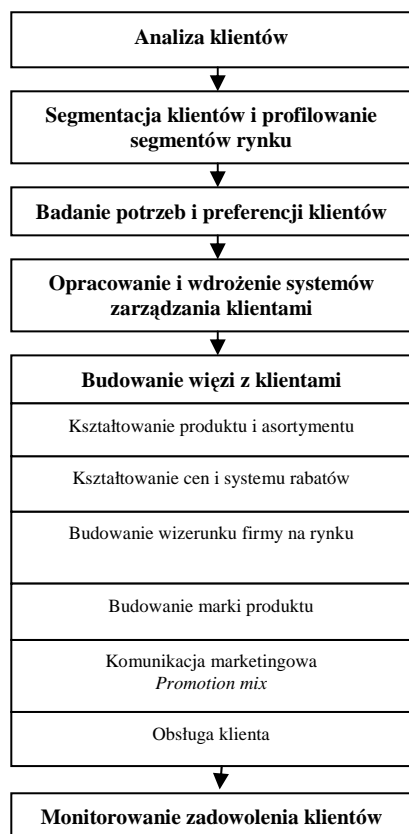 Analiza klientów
Segmentacja klientów i profilowanie
segmentów rynku
Badanie potrzeb i preferencji klientów
Opracowanie i wdrożenie systemów
zarządzania klientami
Budowanie więzi z klientami
Kształtowanie produktu i asortymentu
Kształtowanie cen i systemu rabatów
Budowanie wizerunku firmy na rynku
Budowanie marki produktu
Komunikacja marketingowa
Promotion mix
Obsługa klienta
Monitorowanie zadowolenia klientów